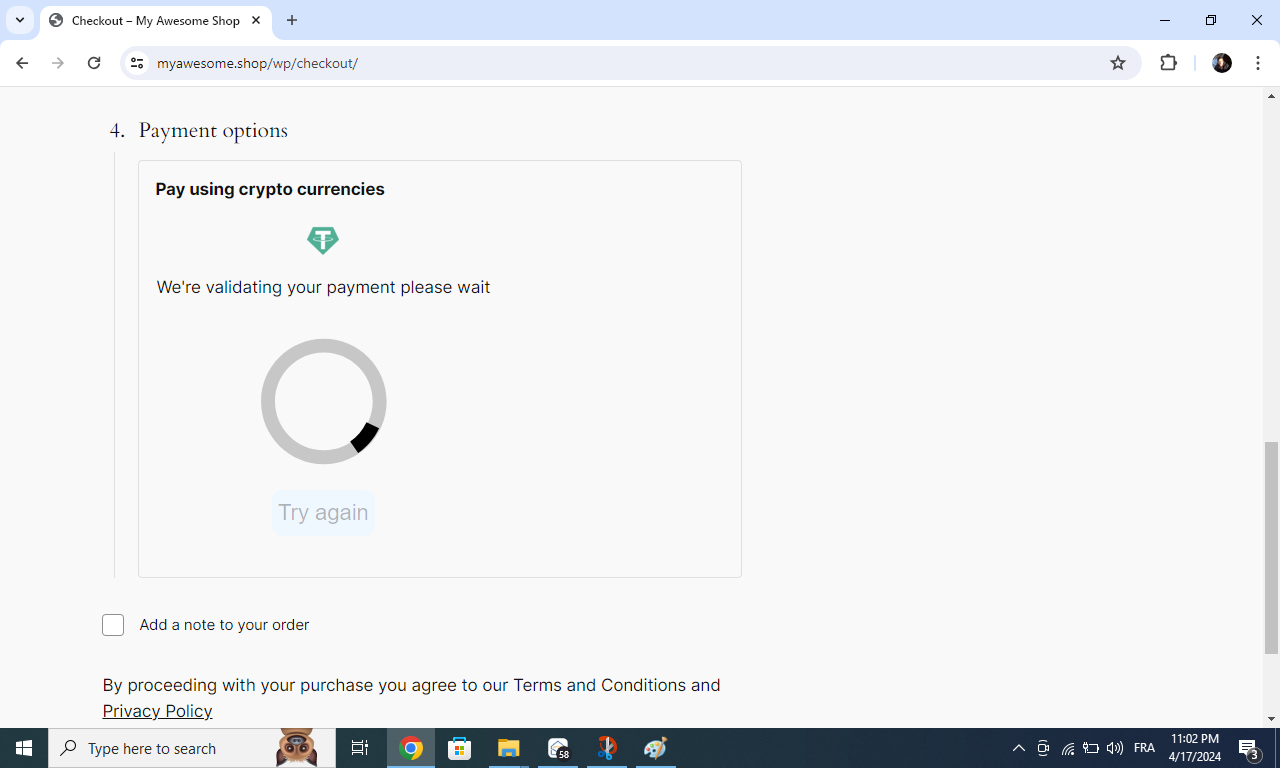 Checkout – My Awesome Shop
myawesome.shop/wp/checkout/
4. Payment options
Pay using crypto currencies
T
We're validating your payment please wait
Try again
Add a note to your order
By proceeding with your purchase you agree to our Terms and Conditions and
Privacy Policy
Type here to search
58
FRA
11:02 PM
4/17/2024
3